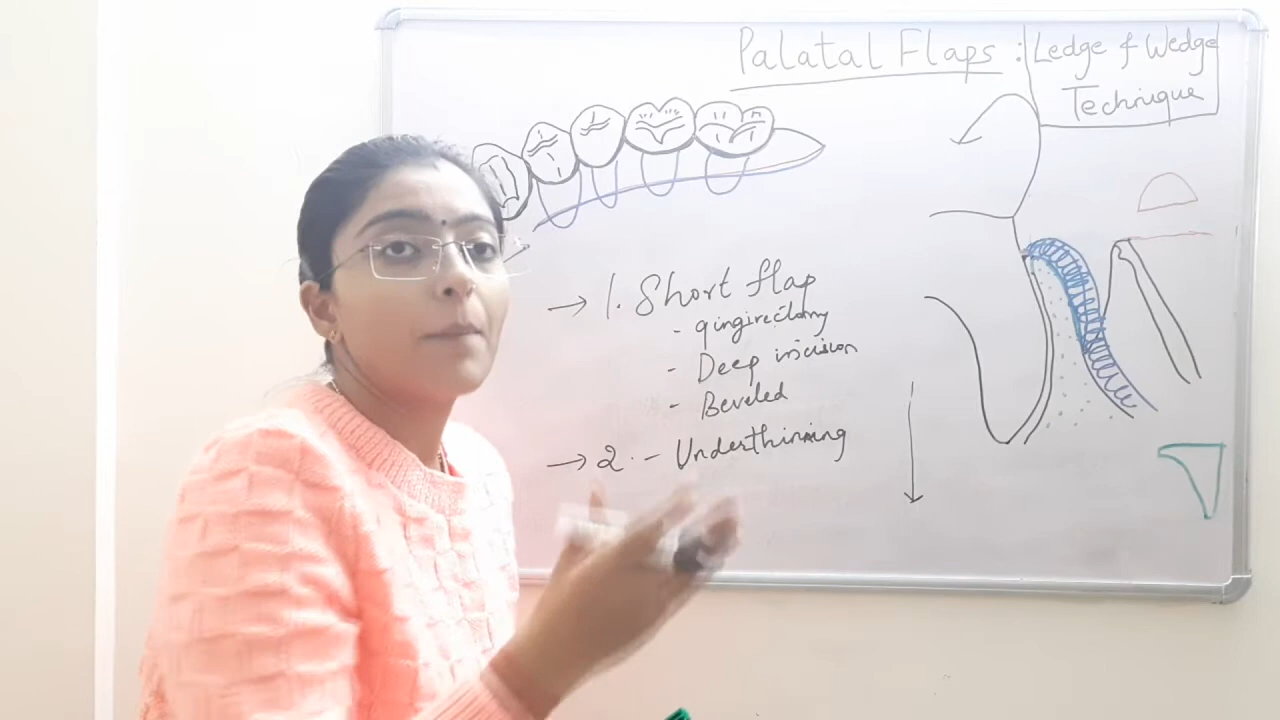 Palatal Flaps : Ledge & Wedge
Technique
→ 1. Short flap
- gingivectomy
- Deep incision
- Beveled
→ 2. - Underthinning